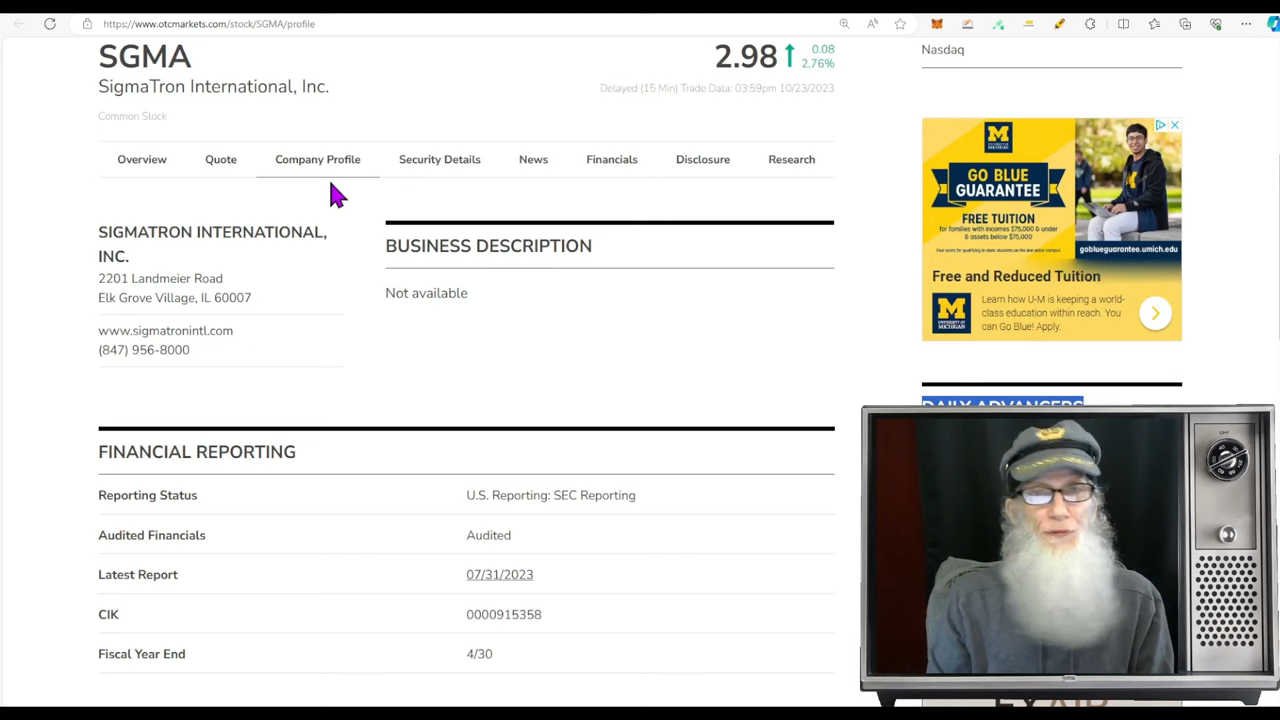 https://www.otcmarkets.com/stock/SGMA/profile
SGMA
2.98
0.08
2.76%
SigmaTron International, Inc.
Delayed (15 Min) Trade Data: 03:59pm 10/23/2023
Common Stock
Overview
Quote
Company Profile
Security Details
News
Financials
Disclosure
Research
SIGMATRON INTERNATIONAL,
INC.
2201 Landmeier Road
Elk Grove Village, IL 60007
www.sigmatronintl.com
(847) 956-8000
BUSINESS DESCRIPTION
Not available
FINANCIAL REPORTING
Reporting Status
U.S. Reporting: SEC Reporting
Audited Financials
Audited
Latest Report
07/31/2023
CIK
0000915358
Fiscal Year End
4/30
Nasdaq
M
GO BLUE
GUARANTEE
FREE TUITION
for families with incomes $75,000 & under
& assets below $75,000
goblueguarantee.umich.edu
Free and Reduced Tuition
Learn how U-M is keeping a world-
class education within reach. You
can Go Blue! Apply.
DAILY ADVANCERS